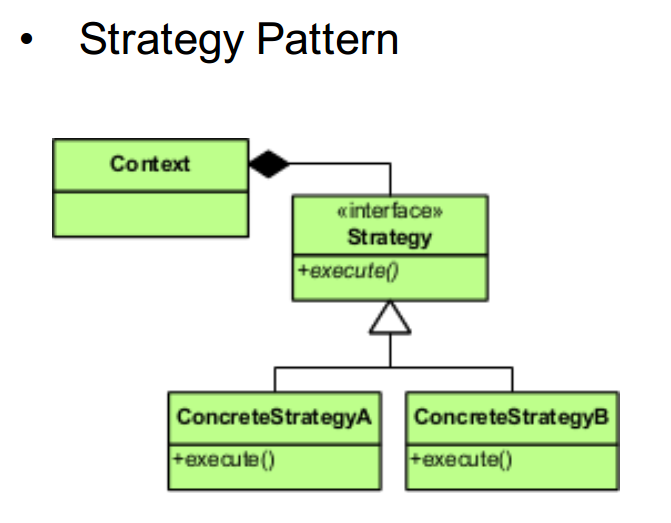 • Strategy Pattern
Context
«interface»
Strategy
+execute()
ConcreteStrategyA
+execute()
ConcreteStrategyB
+execute()